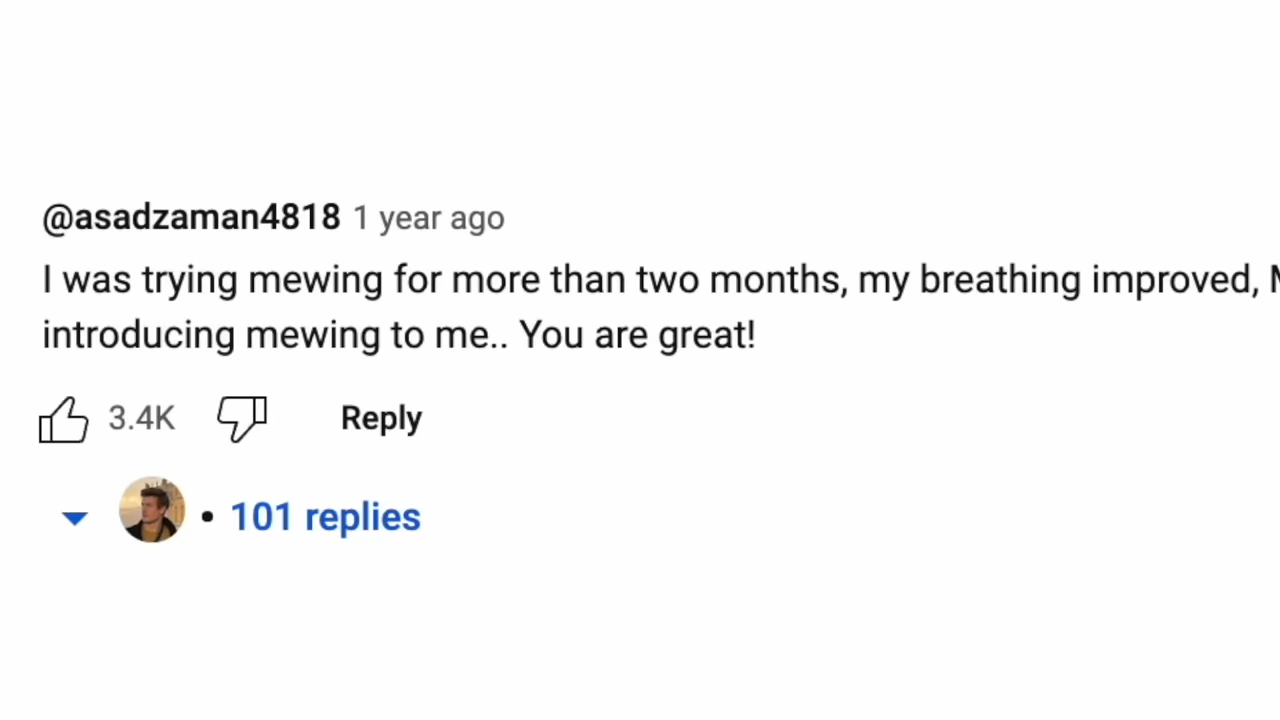 @asadzaman4818 1 year ago
I was trying mewing for more than two months, my breathing improved,
introducing mewing to me.. You are great!
3.4K Reply
• 101 replies